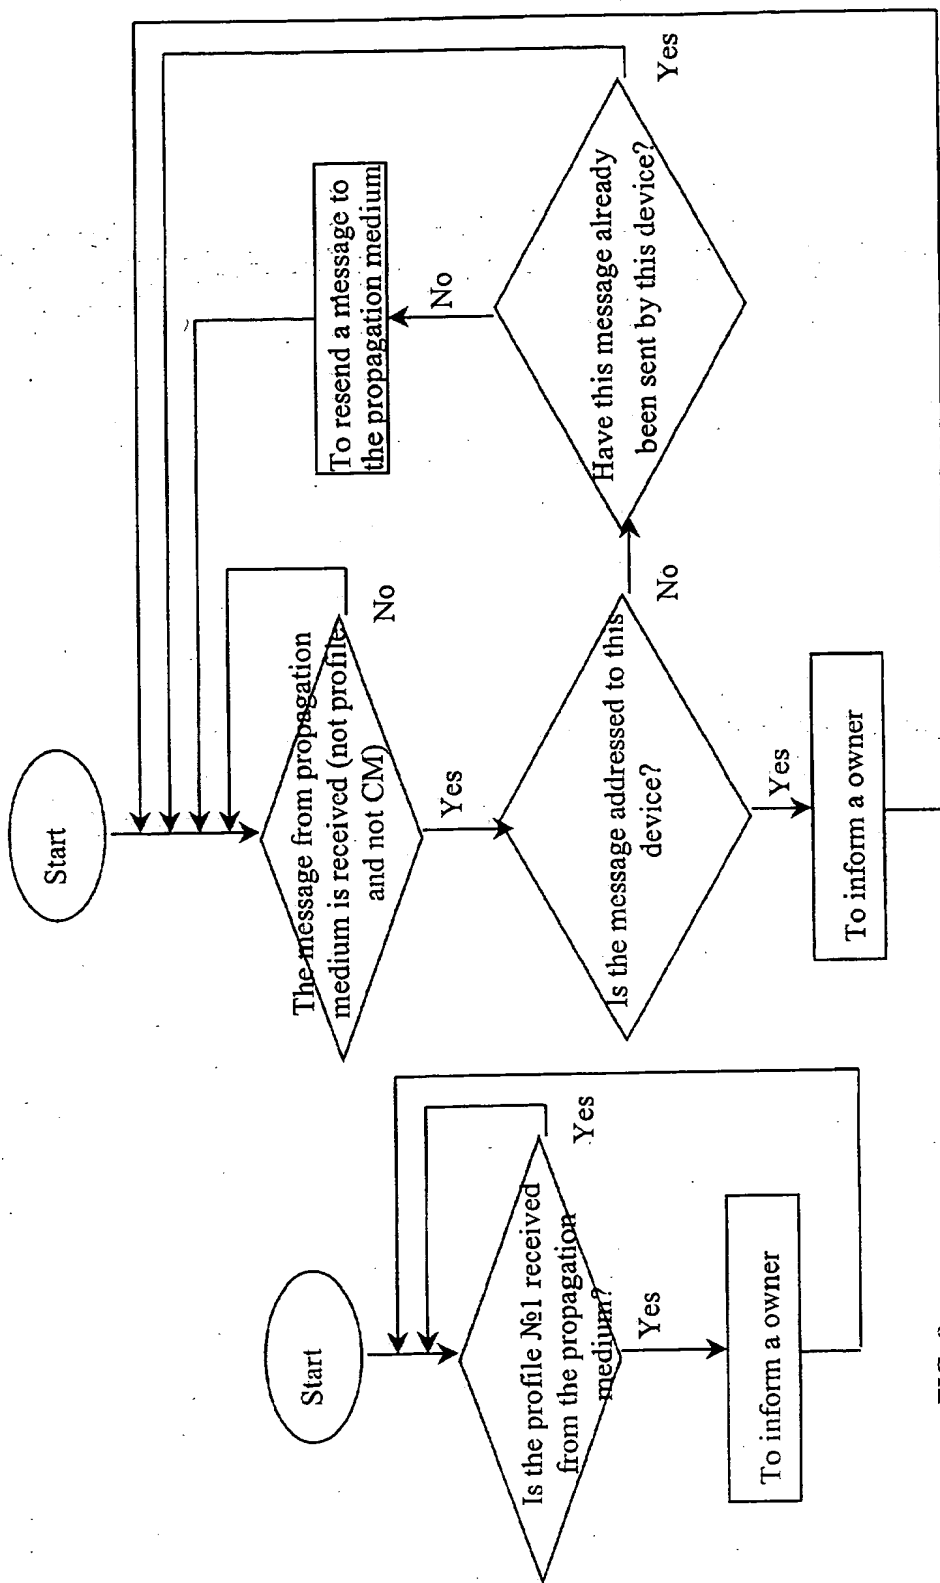 Start
Is the profile №1 received
from the propagation
medium?
Yes
Yes
To inform a owner
Start
The message from propagation
medium is received (not profile
and not CM)
No
Yes
Is the message addressed to this
device?
No
Yes
To inform a owner
Have this message already
been sent by this device?
Yes
No
To resend a message to
the propagation medium